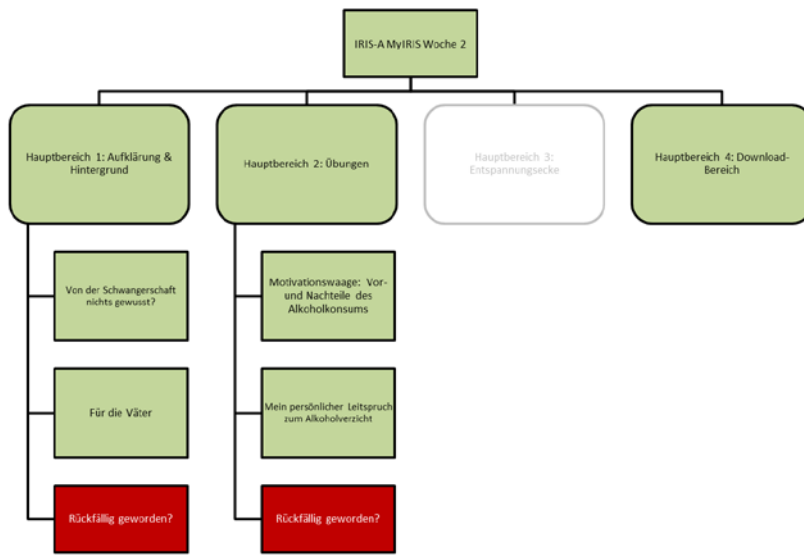 IRIS-A MyIRIS Woche 2
Hauptbereich 1: Aufklärung &
Hintergrund
Hauptbereich 2: Übungen
Hauptbereich 3:
Entspannungsecke
Hauptbereich 4: Download-
Bereich
Von der Schwangerschaft
nichts gewusst?
Motivationswaage: Vor-
und Nachteile des
Alkoholkonsums
Für die Väter
Mein persönlicher Leitspruch
zum Alkoholverzicht
Rückfällig geworden?
Rückfällig geworden?